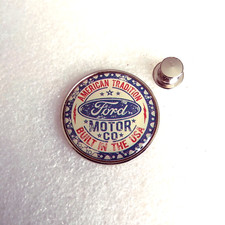 AMERICAN TRADITION
Ford
MOTOR
CO
BUILT IN THE USA